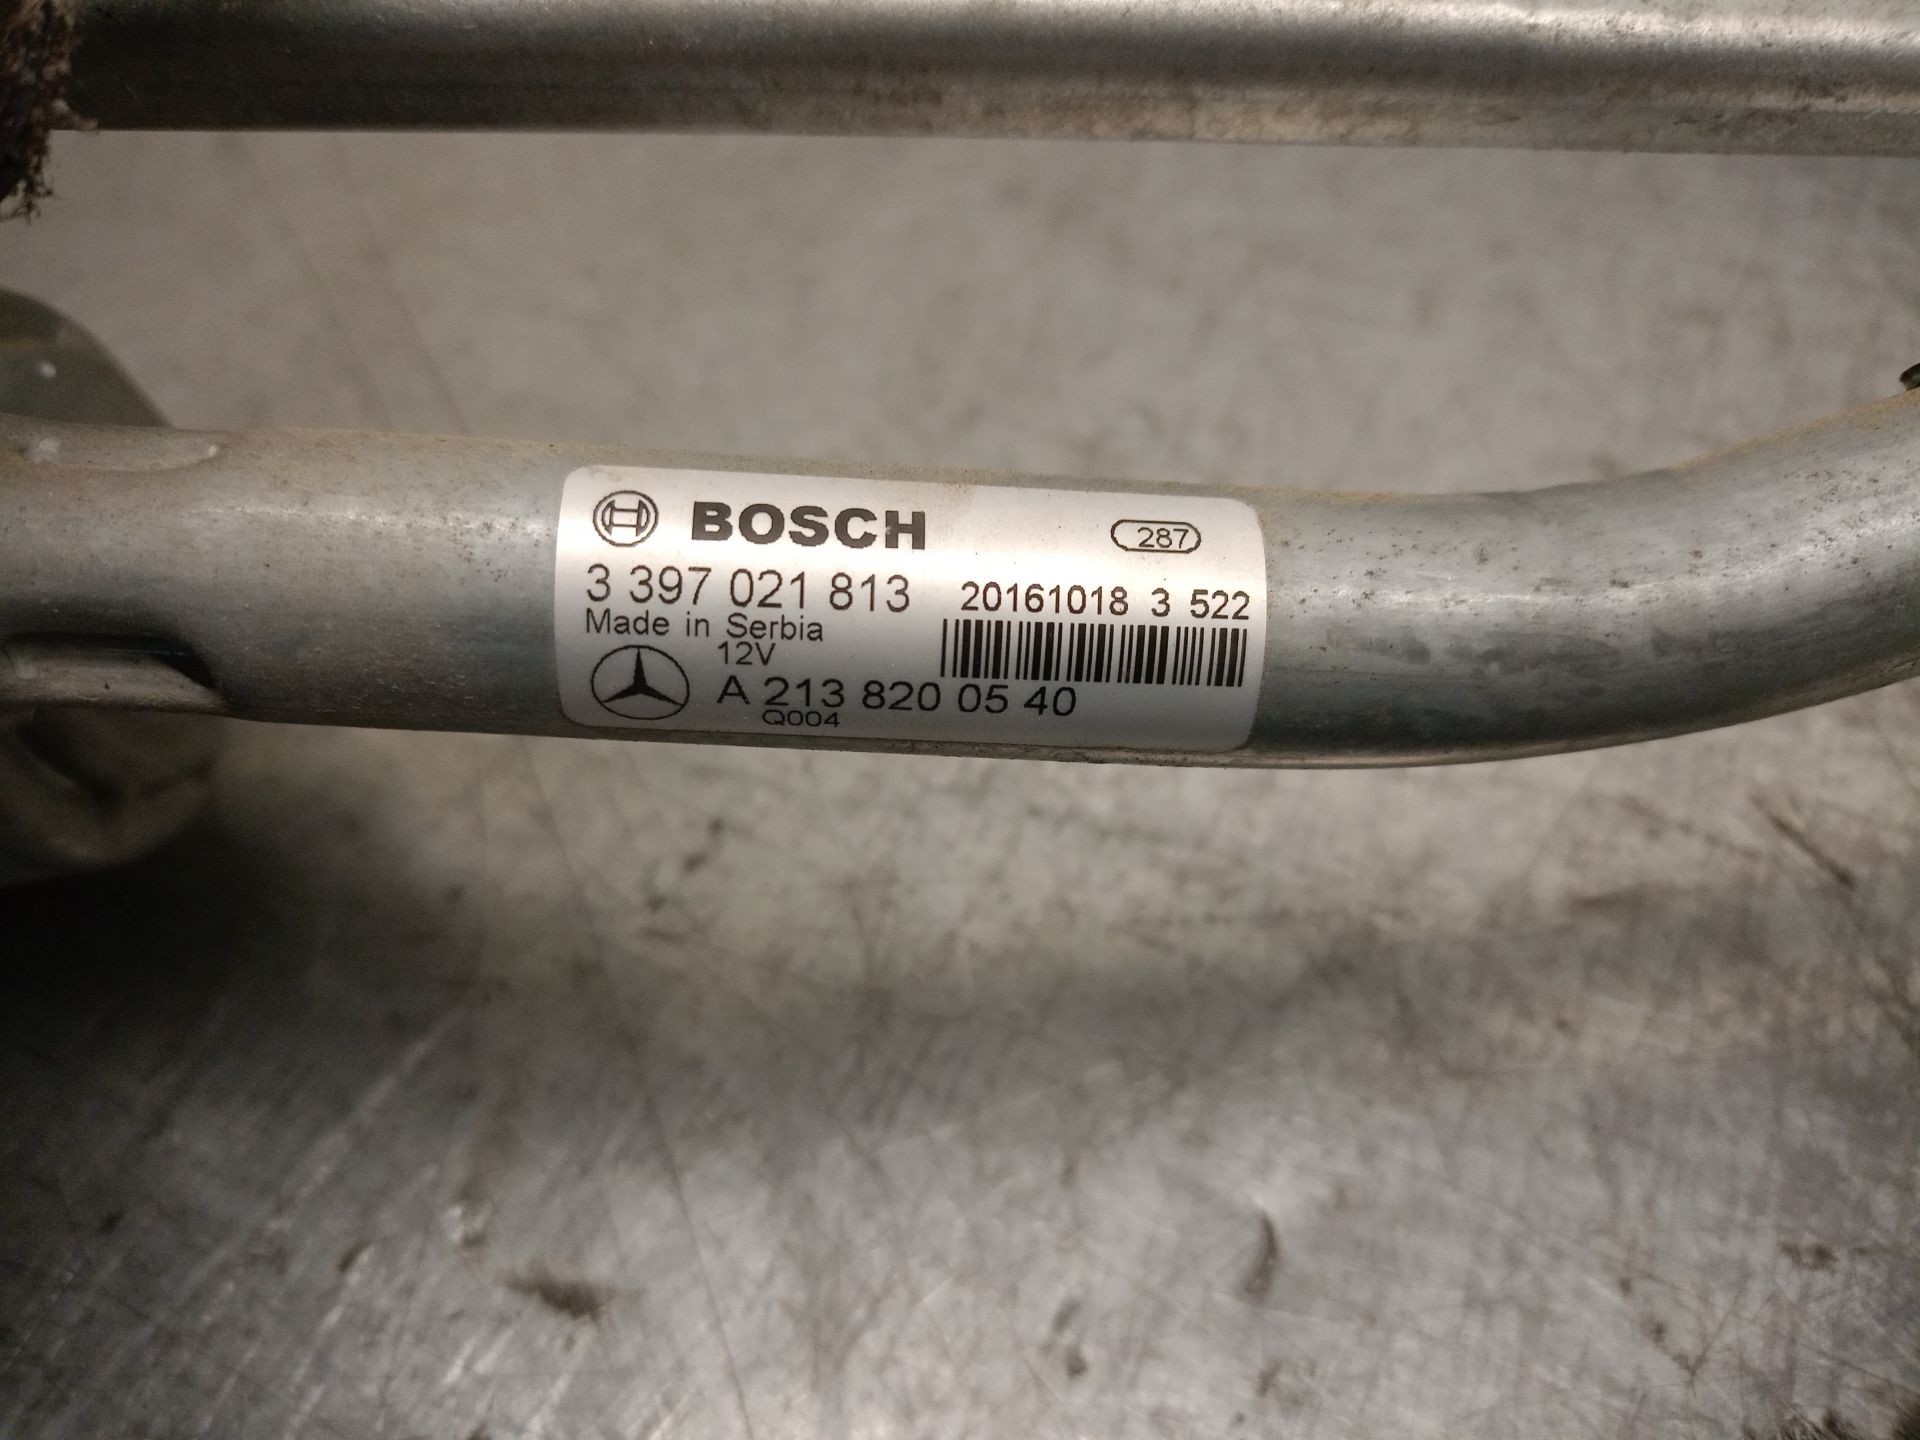 BOSCH 287
3 397 021 813 20161018 3 522
Made in Serbia
12V
A 213 820 05 40
Q004